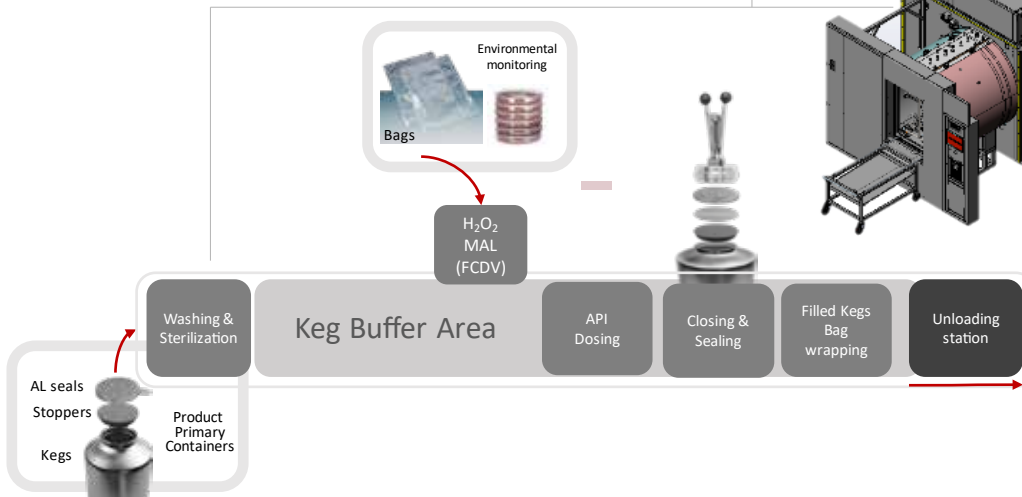 Environmental
monitoring
Bags
H₂O₂
MAL
(FCDV)
Washing &
Sterilization
Keg Buffer Area
API
Dosing
Closing &
Sealing
Filled Kegs
Bag
wrapping
Unloading
station
AL seals
Stoppers
Kegs
Product
Primary
Containers